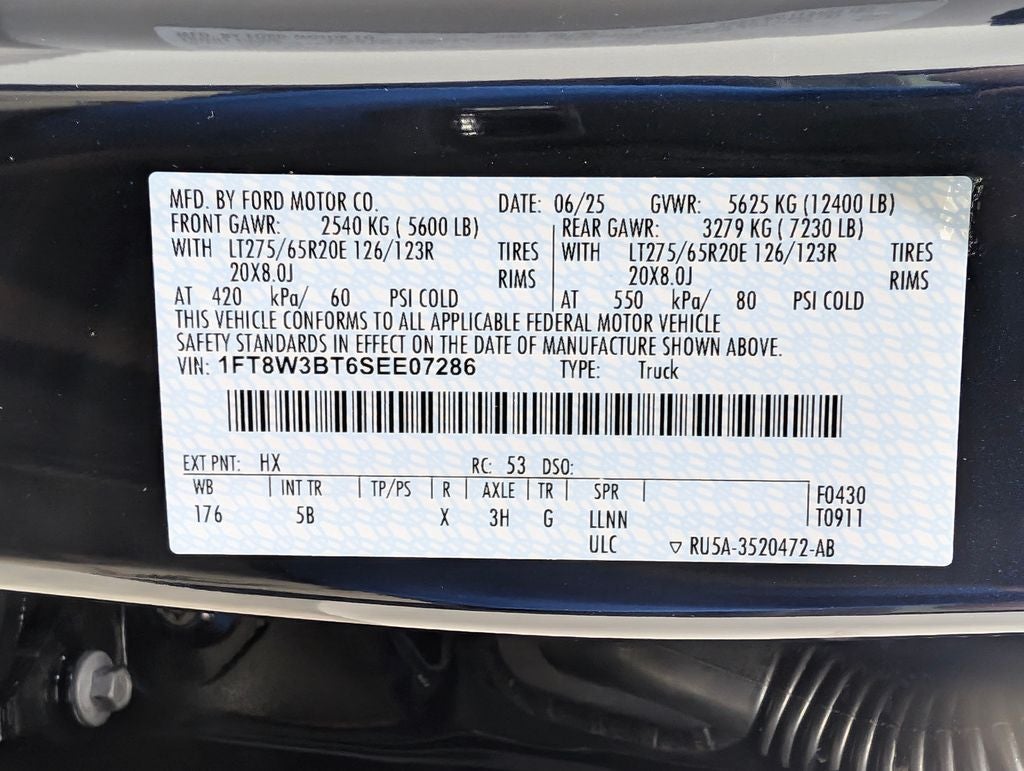 MFD. BY FORD MOTOR CO. DATE: 06/25 GVWR: 5625 KG (12400 LB)
FRONT GAWR: 2540 KG ( 5600 LB) REAR GAWR: 3279 KG ( 7230 LB)
WITH LT275/65R20E 126/123R TIRES WITH LT275/65R20E 126/123R TIRES
20X8.0J RIMS 20X8.0J RIMS
AT 420 kPa/ 60 PSI COLD AT 550 kPa/ 80 PSI COLD
THIS VEHICLE CONFORMS TO ALL APPLICABLE FEDERAL MOTOR VEHICLE
SAFETY STANDARDS IN EFFECT ON THE DATE OF MANUFACTURE SHOWN ABOVE.
VIN: 1FT8W3BT6SEE07286 TYPE: Truck
EXT PNT: HX RC: 53 DSO:
WB INT TR TP/PS R AXLE TR SPR F0430
176 5B X 3H G LLNN T0911
ULC ▽ RU5A-3520472-AB